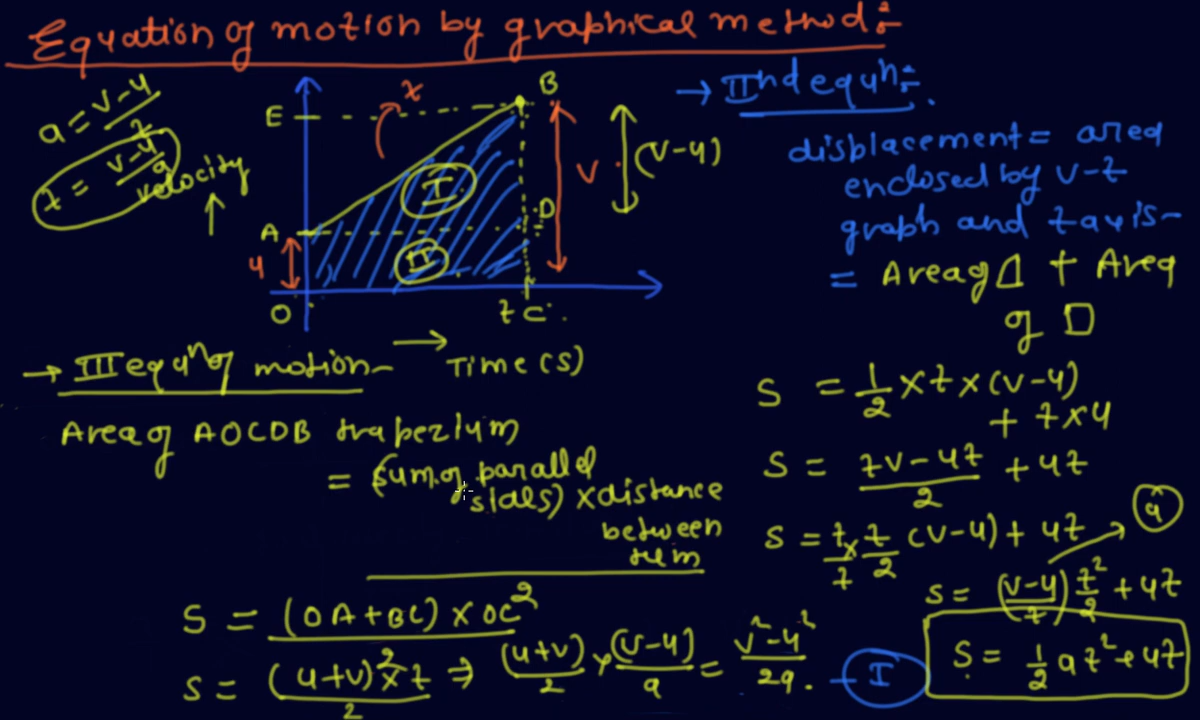 Equation of motion by graphical method:-
a = v-u/t
t = v-u/a
velocity
E
A
O
u
t
B
D
t C
v
(v-u)
I
II
Time (s)
→ IInd equn:-
displacement = area
enclosed by v-t
graph and t axis-
= Area of Δ + Area
of □
S = 1/2 × t × (v-u)
+ t×u
S = tv - ut/2 + ut
S = t/t × t/2 (v-u) + ut
a
S = (v-u/t) t²/2 + ut
S = 1/2 at² + ut
→ III equn of motion -
Area of AOCDB trapezium
= (sum of parallel
sides) × distance
between
them
2
S = (OA + BC) × OC/2
S = (u+v) × t/2 ⇒ (u+v)/2 × (v-u)/a = v²-u²/2a. - I